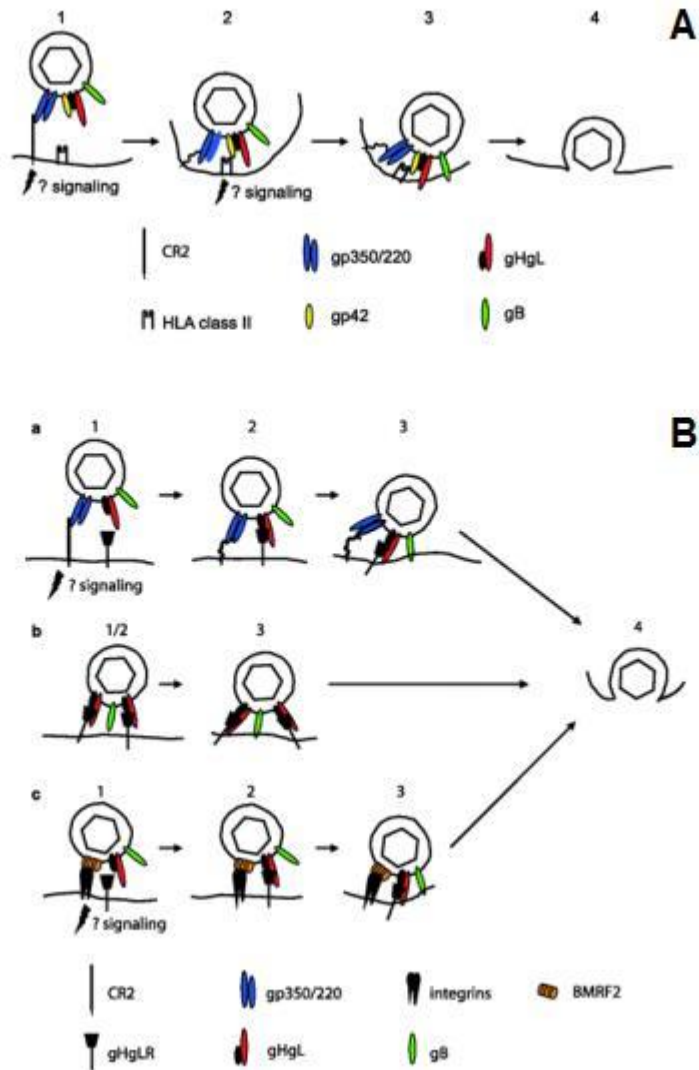 A
1 2 3 4
? signaling ? signaling
CR2 gp350/220 gHgL
HLA class II gp42 gB
B
a 1 2 3
? signaling
4
b 1/2 3
c 1 2 3
? signaling
CR2 gp350/220 integrins BMRF2
gHgLR gHgL gB